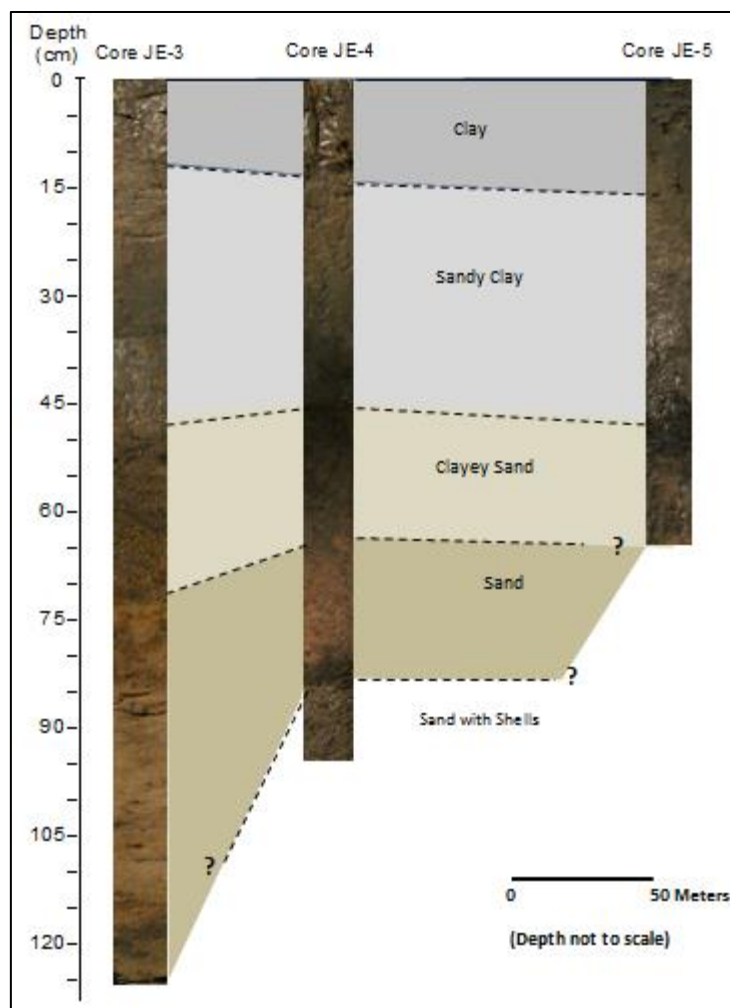 Depth
(cm)
Core JE-3
Core JE-4
Core JE-5
0
Clay
15
Sandy Clay
30
45
Clayey Sand
60
?
Sand
75
?
90
Sand with Shells
105
?
0
50 Meters
120
(Depth not to scale)